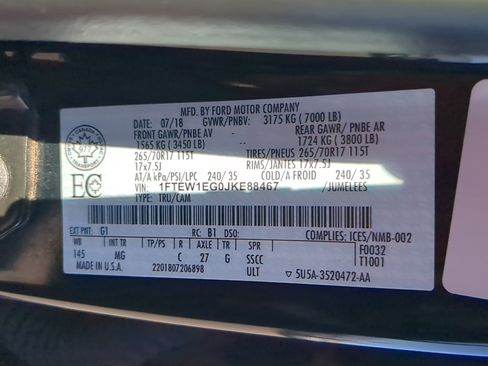 MFD. BY FORD MOTOR COMPANY
DATE: 07/18 GVWR/PNBV: 3175 KG ( 7000 LB)
FRONT GAWR/ PNBE AV - REAR GAWR/ PNBE AR
1565 KG ( 3450 LB) 1724 KG ( 3800 LB)
265/70R17 115T TIRES/PNEUS 265/70R17 115T
17x7.5J RIMS/JANTES 17x7.5J
AT/A kPa/PSI/LPC 240/ 35 COLD/A FROID 240/ 35
VIN: 1FTEW1EG0JKE88467 /JUMELEES
TYPE: TRU/CAM
EC
EXT PNT: G1 RC: B1 DSO: COMPLIES: ICES/NMB-002
WB INT TR TP/PS R AXLE TR SPR F0032
145 MG C 27 G SSCC T1001
MADE IN U.S.A. 2201807206898 ULT 5U5A-3520472-AA